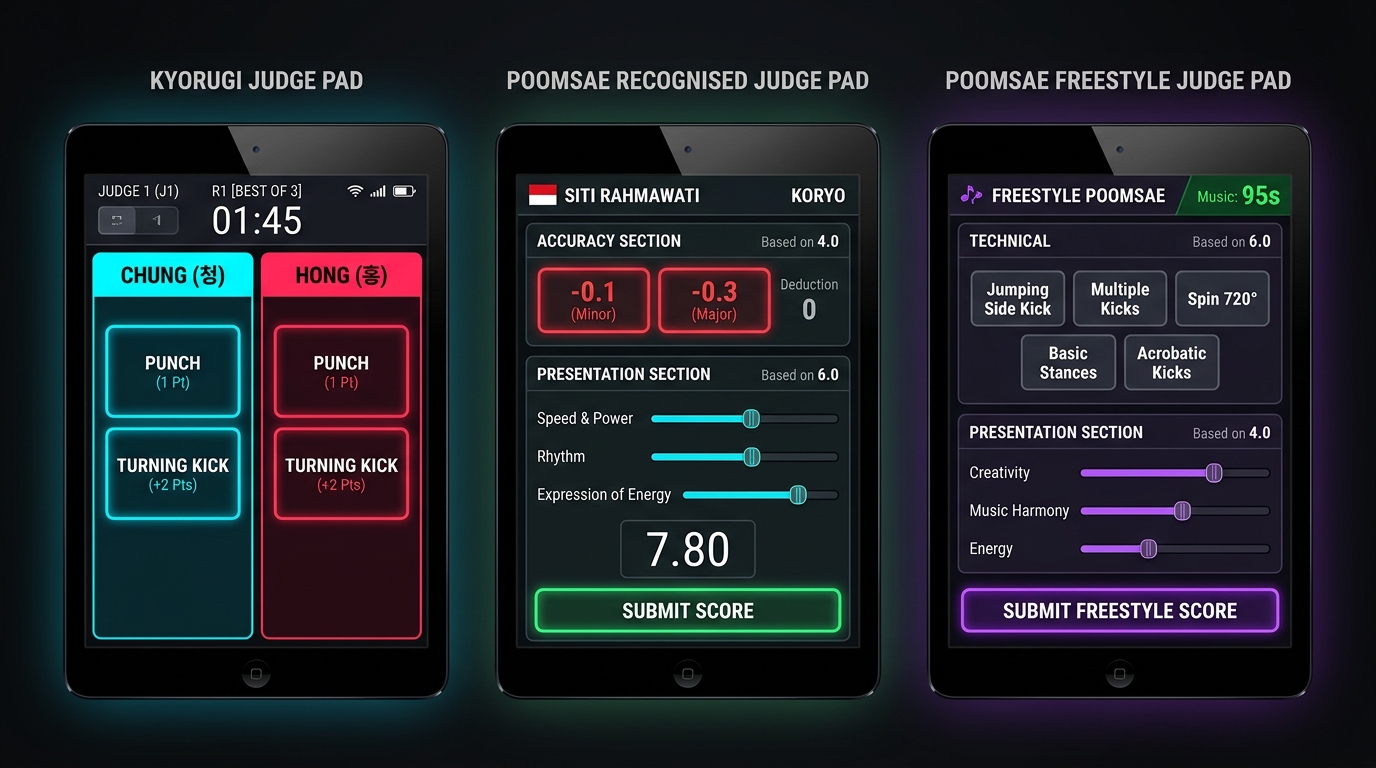 KYORUGI JUDGE PAD
JUDGE 1 (J1)
R1 [BEST OF 3]
01:45
CHUNG (청)
HONG (홍)
PUNCH
(1 Pt)
PUNCH
(1 Pt)
TURNING KICK
(+2 Pts)
TURNING KICK
(+2 Pts)
POOMSAE RECOGNISED JUDGE PAD
SITI RAHMAWATI
KORYO
ACCURACY SECTION
Based on 4.0
-0.1
(Minor)
-0.3
(Major)
Deduction
0
PRESENTATION SECTION
Based on 6.0
Speed & Power
Rhythm
Expression of Energy
7.80
SUBMIT SCORE
POOMSAE FREESTYLE JUDGE PAD
FREESTYLE POOMSAE
Music: 95s
TECHNICAL
Based on 6.0
Jumping
Side Kick
Multiple
Kicks
Spin 720°
Basic
Stances
Acrobatic
Kicks
PRESENTATION SECTION
Based on 4.0
Creativity
Music Harmony
Energy
SUBMIT FREESTYLE SCORE